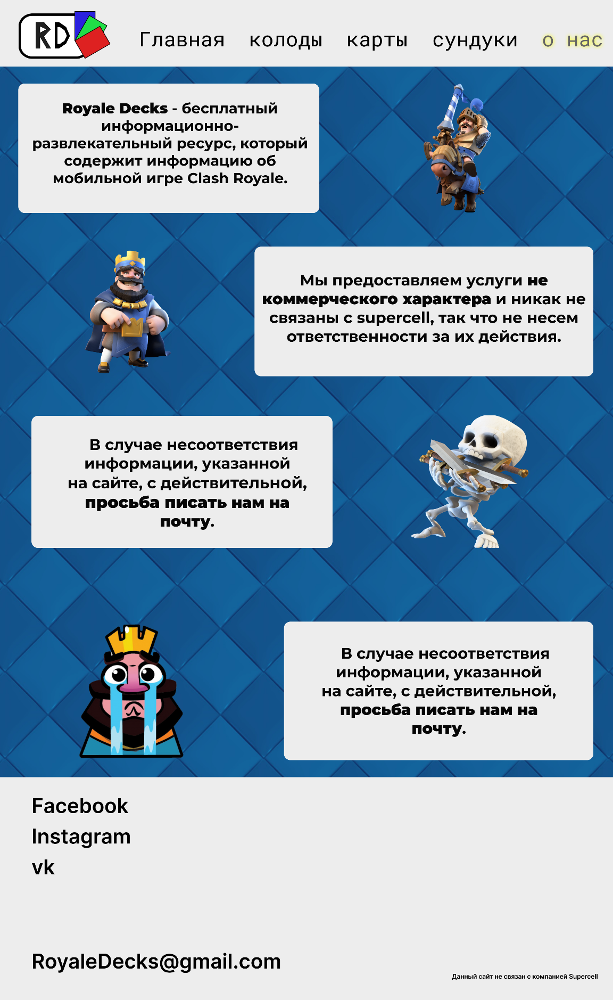 RD
Главная колоды карты сундуки о нас
Royale Decks - бесплатный
информационно-
развлекательный ресурс, который
содержит информацию об
мобильной игре Clash Royale.
Мы предоставляем услуги не
коммерческого характера и никак не
связаны с supercell, так что не несем
ответственности за их действия.
В случае несоответствия
информации, указанной
на сайте, с действительной,
просьба писать нам на
почту.
В случае несоответствия
информации, указанной
на сайте, с действительной,
просьба писать нам на
почту.
Facebook
Instagram
vk
RoyaleDecks@gmail.com
Данный сайт не связан с компанией Supercell